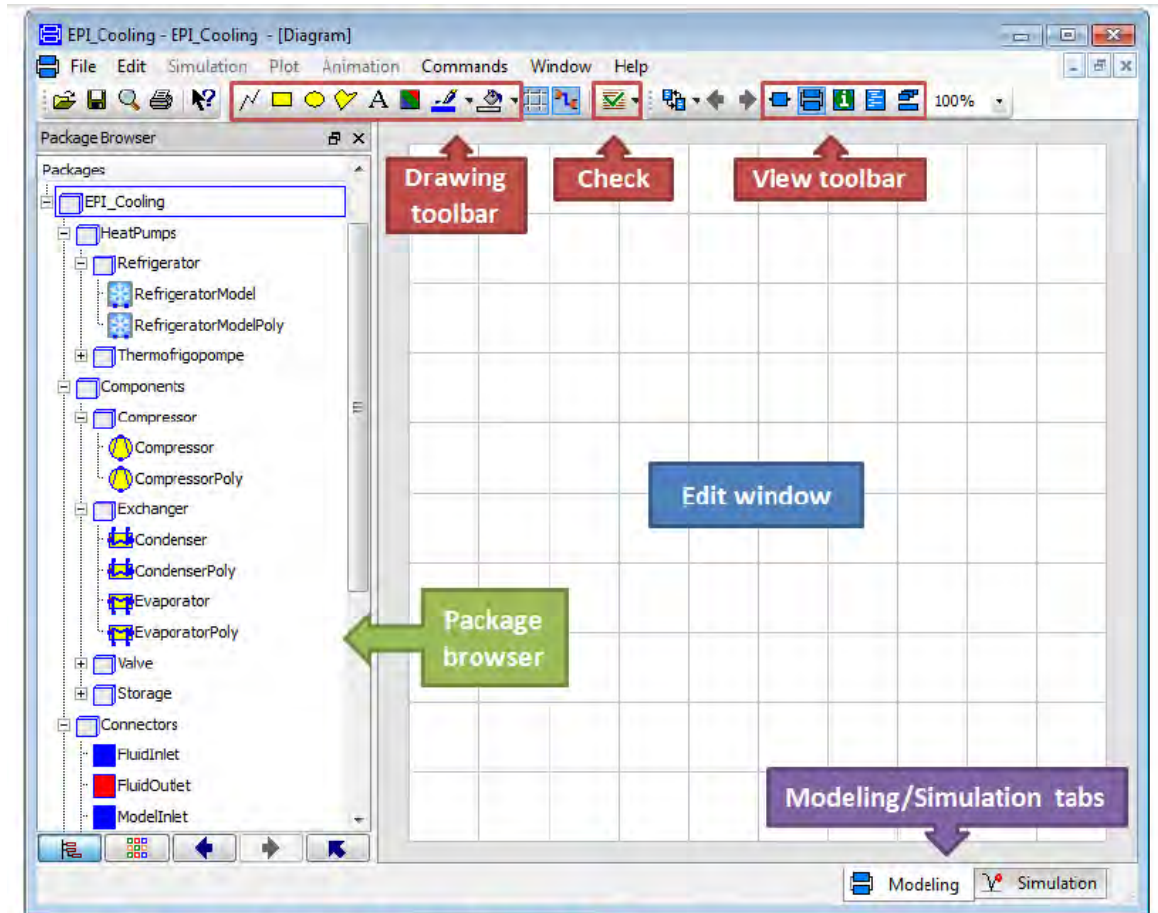 EPI_Cooling - EPI_Cooling - [Diagram]
File Edit Simulation Plot Animation Commands Window Help
A
100%
Package Browser
Packages
EPI_Cooling
HeatPumps
Refrigerator
RefrigeratorModel
RefrigeratorModelPoly
Thermofrigopompe
Components
Compressor
Compressor
CompressorPoly
Exchanger
Condenser
CondenserPoly
Evaporator
EvaporatorPoly
Valve
Storage
Connectors
FluidInlet
FluidOutlet
ModelInlet
Drawing
toolbar
Check
View toolbar
Edit window
Package
browser
Modeling/Simulation tabs
Modeling
Simulation